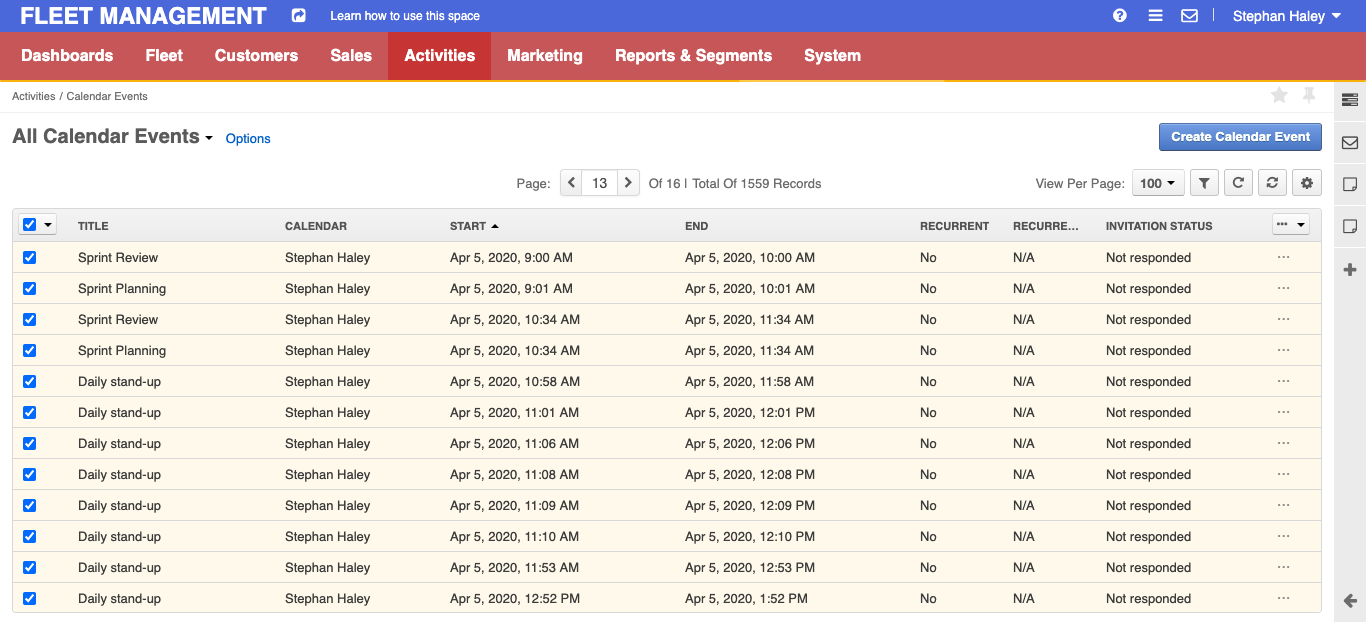 FLEET MANAGEMENT Learn how to use this space Stephan Haley
Dashboards Fleet Customers Sales Activities Marketing Reports & Segments System
Activities / Calendar Events
All Calendar Events Options Create Calendar Event
Page: 13 Of 16 | Total Of 1559 Records View Per Page: 100
TITLE CALENDAR START END RECURRENT RECURRE... INVITATION STATUS
Sprint Review Stephan Haley Apr 5, 2020, 9:00 AM Apr 5, 2020, 10:00 AM No N/A Not responded
Sprint Planning Stephan Haley Apr 5, 2020, 9:01 AM Apr 5, 2020, 10:01 AM No N/A Not responded
Sprint Review Stephan Haley Apr 5, 2020, 10:34 AM Apr 5, 2020, 11:34 AM No N/A Not responded
Sprint Planning Stephan Haley Apr 5, 2020, 10:34 AM Apr 5, 2020, 11:34 AM No N/A Not responded
Daily stand-up Stephan Haley Apr 5, 2020, 10:58 AM Apr 5, 2020, 11:58 AM No N/A Not responded
Daily stand-up Stephan Haley Apr 5, 2020, 11:01 AM Apr 5, 2020, 12:01 PM No N/A Not responded
Daily stand-up Stephan Haley Apr 5, 2020, 11:06 AM Apr 5, 2020, 12:06 PM No N/A Not responded
Daily stand-up Stephan Haley Apr 5, 2020, 11:08 AM Apr 5, 2020, 12:08 PM No N/A Not responded
Daily stand-up Stephan Haley Apr 5, 2020, 11:09 AM Apr 5, 2020, 12:09 PM No N/A Not responded
Daily stand-up Stephan Haley Apr 5, 2020, 11:10 AM Apr 5, 2020, 12:10 PM No N/A Not responded
Daily stand-up Stephan Haley Apr 5, 2020, 11:53 AM Apr 5, 2020, 12:53 PM No N/A Not responded
Daily stand-up Stephan Haley Apr 5, 2020, 12:52 PM Apr 5, 2020, 1:52 PM No N/A Not responded